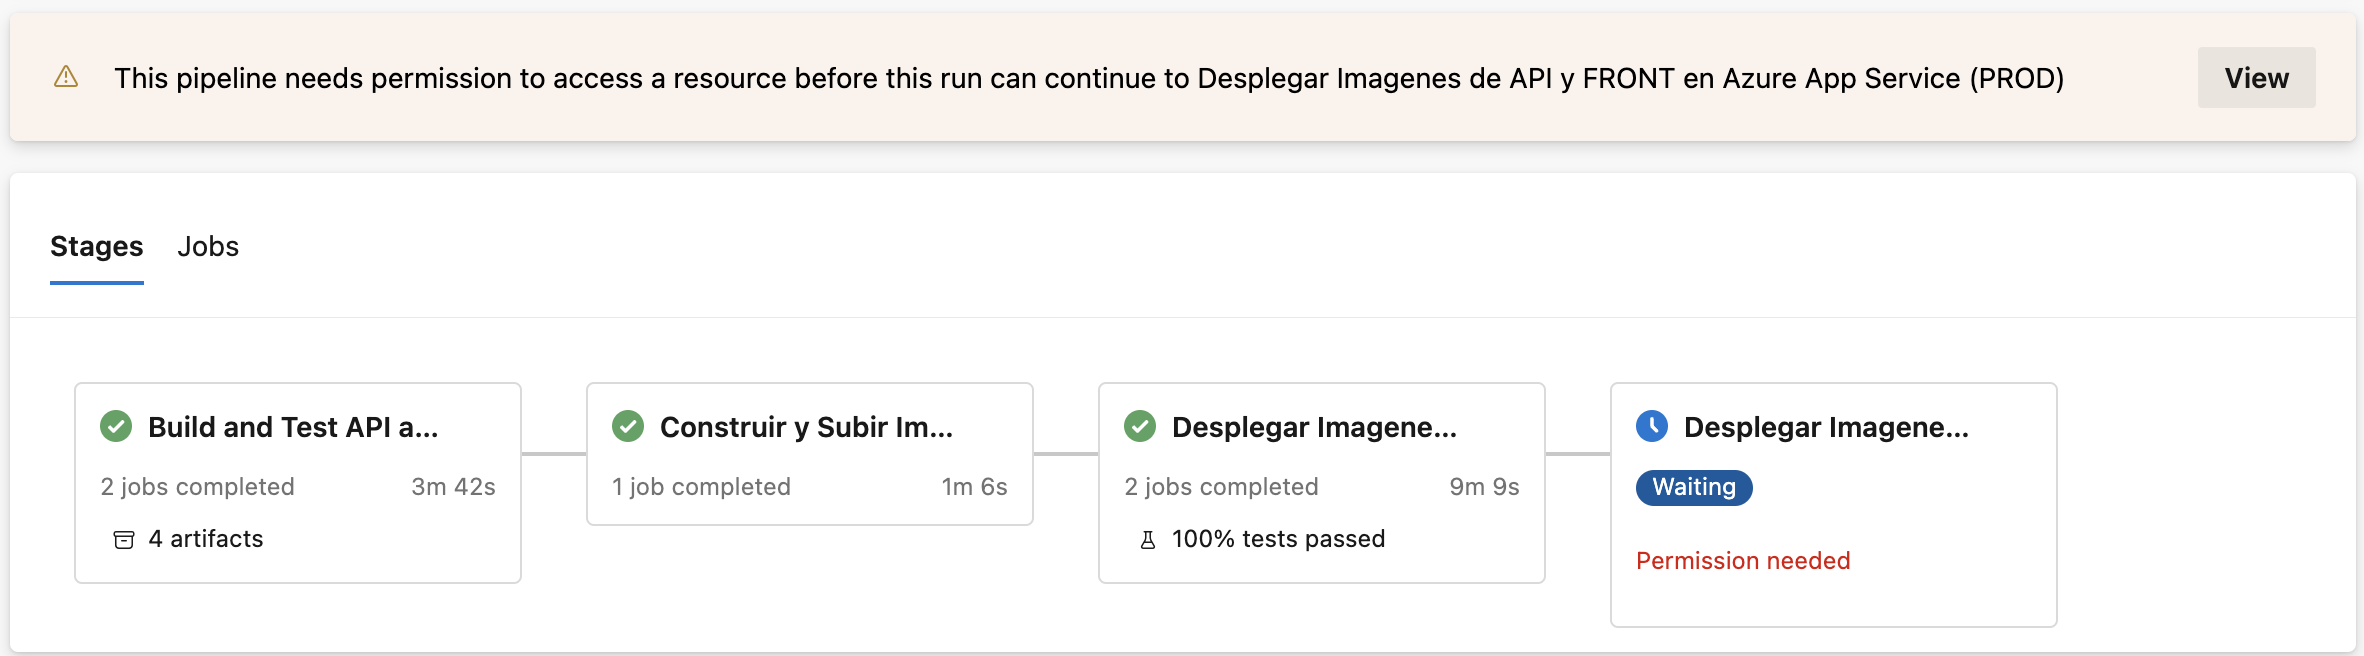 This pipeline needs permission to access a resource before this run can continue to Desplegar Imagenes de API y FRONT en Azure App Service (PROD)
View
Stages
Jobs
Build and Test API a...
2 jobs completed
3m 42s
4 artifacts
Construir y Subir Im...
1 job completed
1m 6s
Desplegar Imagene...
2 jobs completed
9m 9s
100% tests passed
Desplegar Imagene...
Waiting
Permission needed